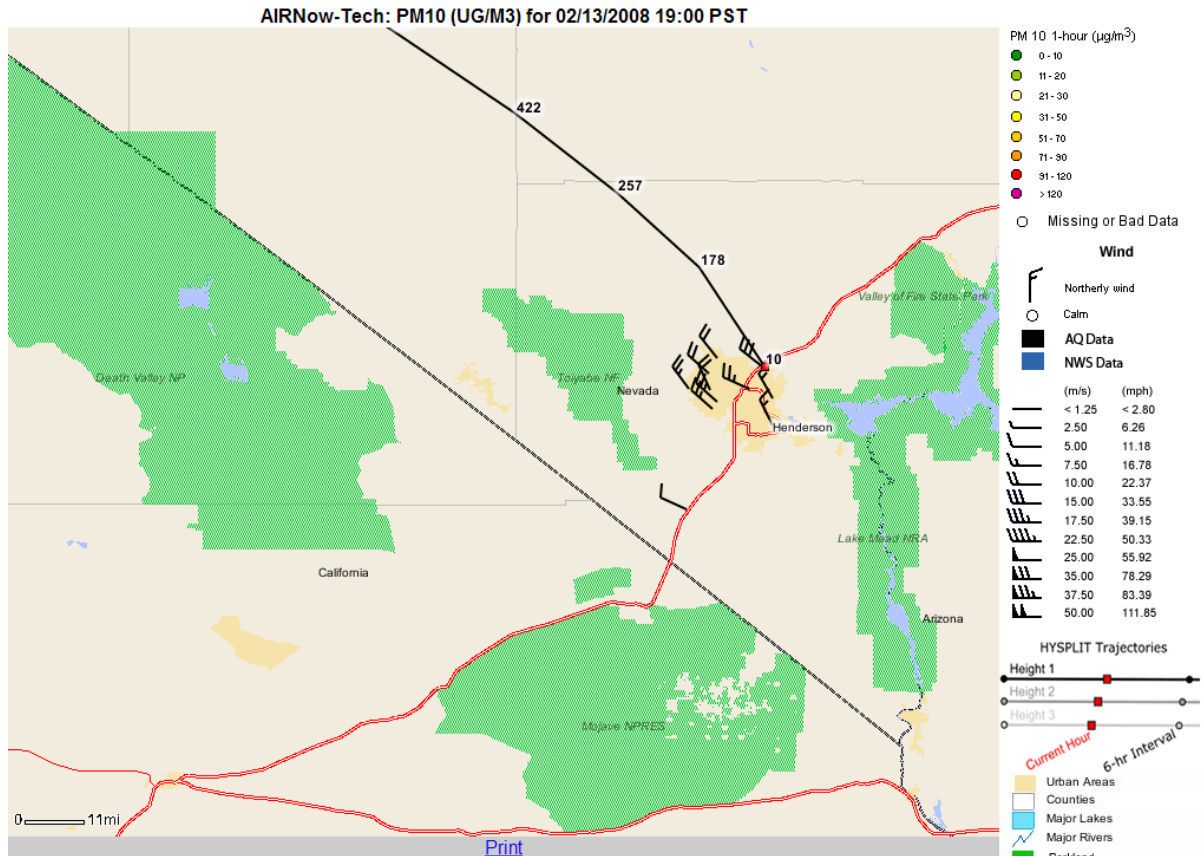 AIRNow-Tech: PM10 (UG/M3) for 02/13/2008 19:00 PST
422
257
178
10
Valley of Fire State Park
Death Valley NP
Toiyabe NF
Nevada
Henderson
Lake Mead NRA
California
Arizona
Mojave NPRES
0 11mi
Print
PM 10 1-hour (µg/m3)
0 - 10
11 - 20
21 - 30
31 - 50
51 - 70
71 - 90
91 - 120
> 120
Missing or Bad Data
Wind
Northerly wind
Calm
AQ Data
NWS Data
(m/s) (mph)
< 1.25 < 2.80
2.50 6.26
5.00 11.18
7.50 16.78
10.00 22.37
15.00 33.55
17.50 39.15
22.50 50.33
25.00 55.92
35.00 78.29
37.50 83.39
50.00 111.85
HYSPLIT Trajectories
Height 1
Height 2
Height 3
Current Hour 6-hr Interval
Urban Areas
Counties
Major Lakes
Major Rivers